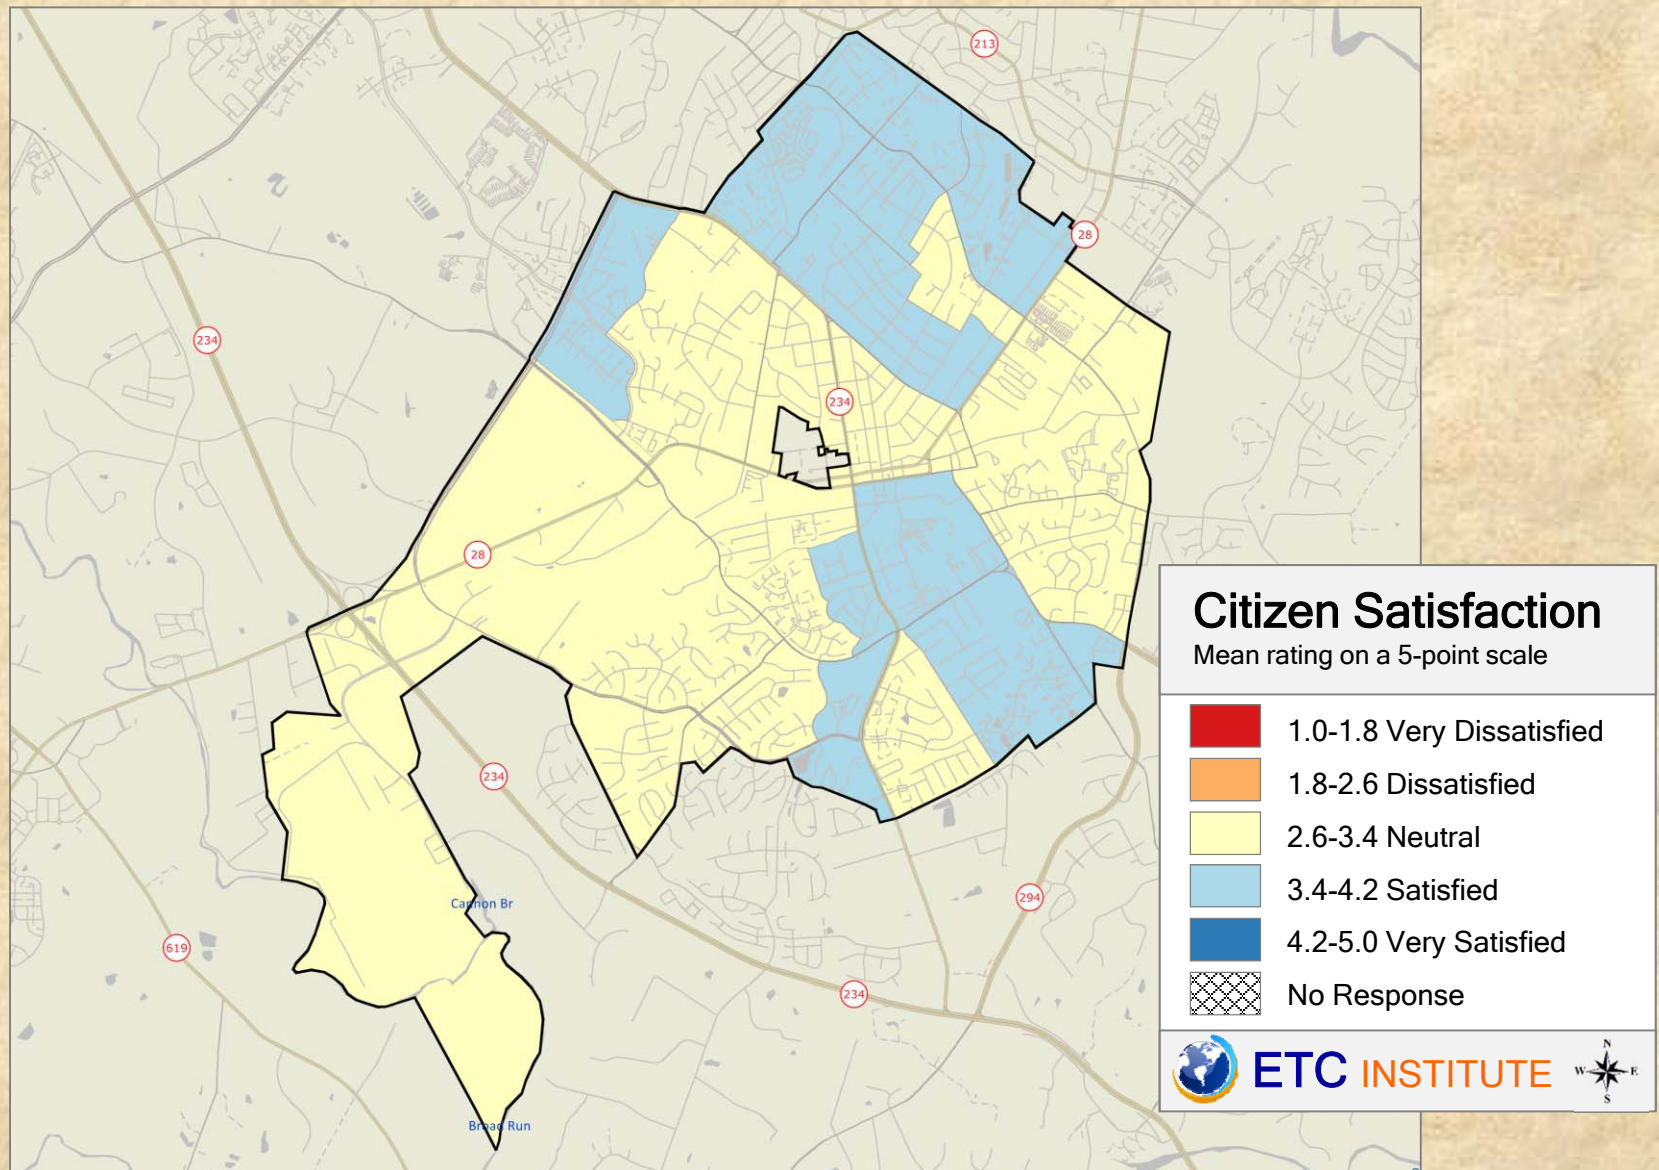 213
28
234
234
28
234
Cannon Br
294
619
234
Broad Run
Citizen Satisfaction
Mean rating on a 5-point scale
1.0-1.8 Very Dissatisfied
1.8-2.6 Dissatisfied
2.6-3.4 Neutral
3.4-4.2 Satisfied
4.2-5.0 Very Satisfied
No Response
ETC INSTITUTE
N
W E
S